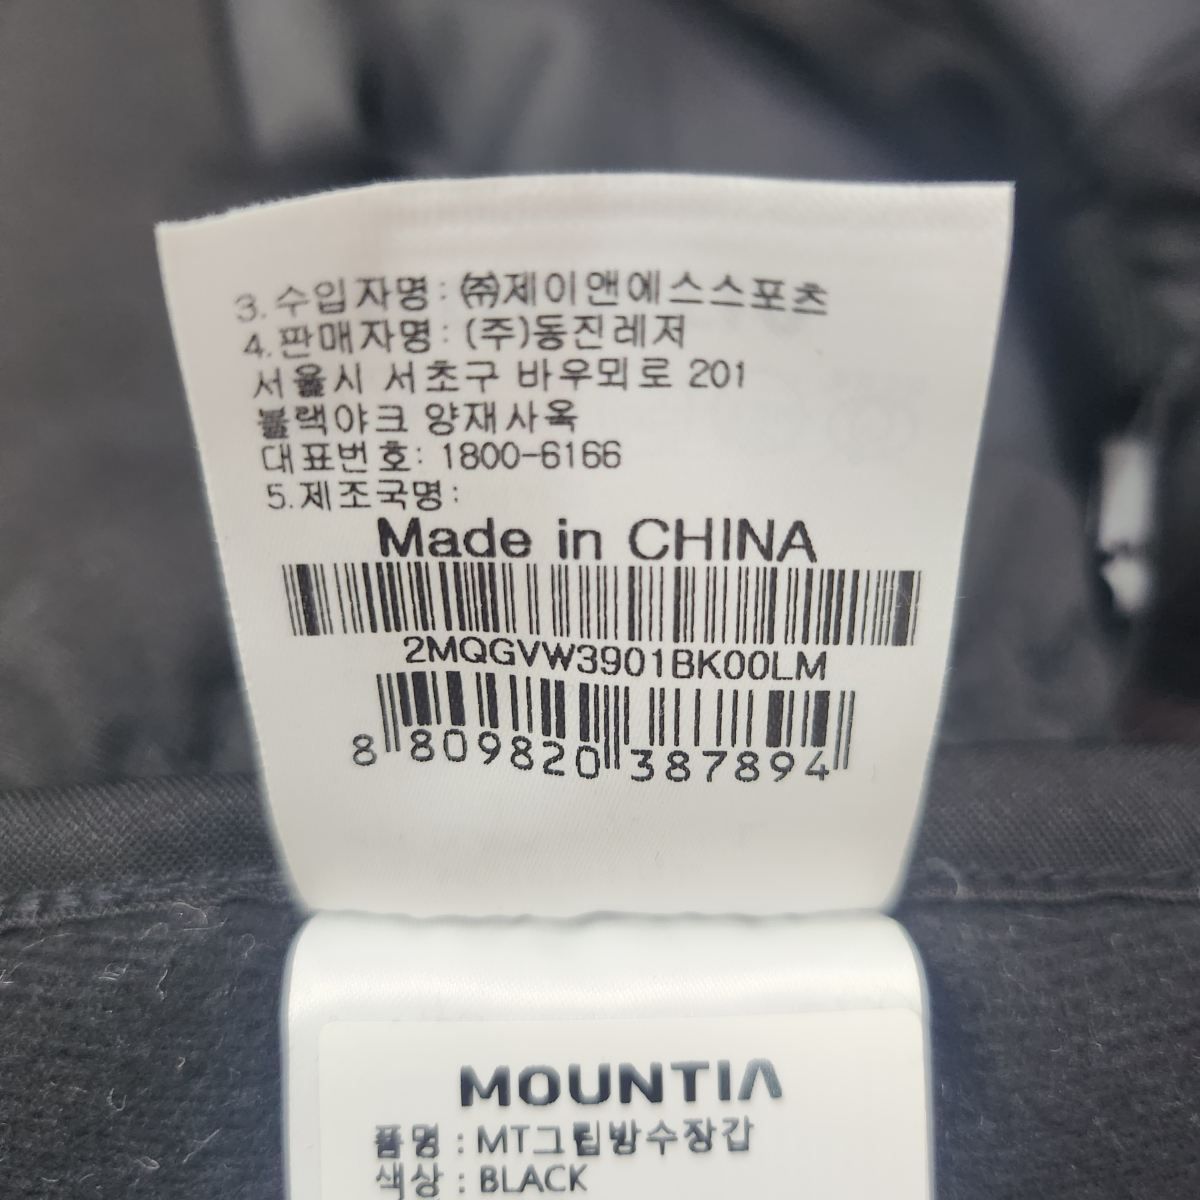 3.수입자명:㈜제이앤에스스포츠
4.판매자명:(주)동진레저
서울시 서초구 바우뫼로 201
블랙야크 양재사옥
대표번호: 1800-6166
5.제조국명:
Made in CHINA
2MQGVW3901BK00LM
8 809820 387894
MOUNTIA
품명 : MT그립방수장갑
색상 : BLACK